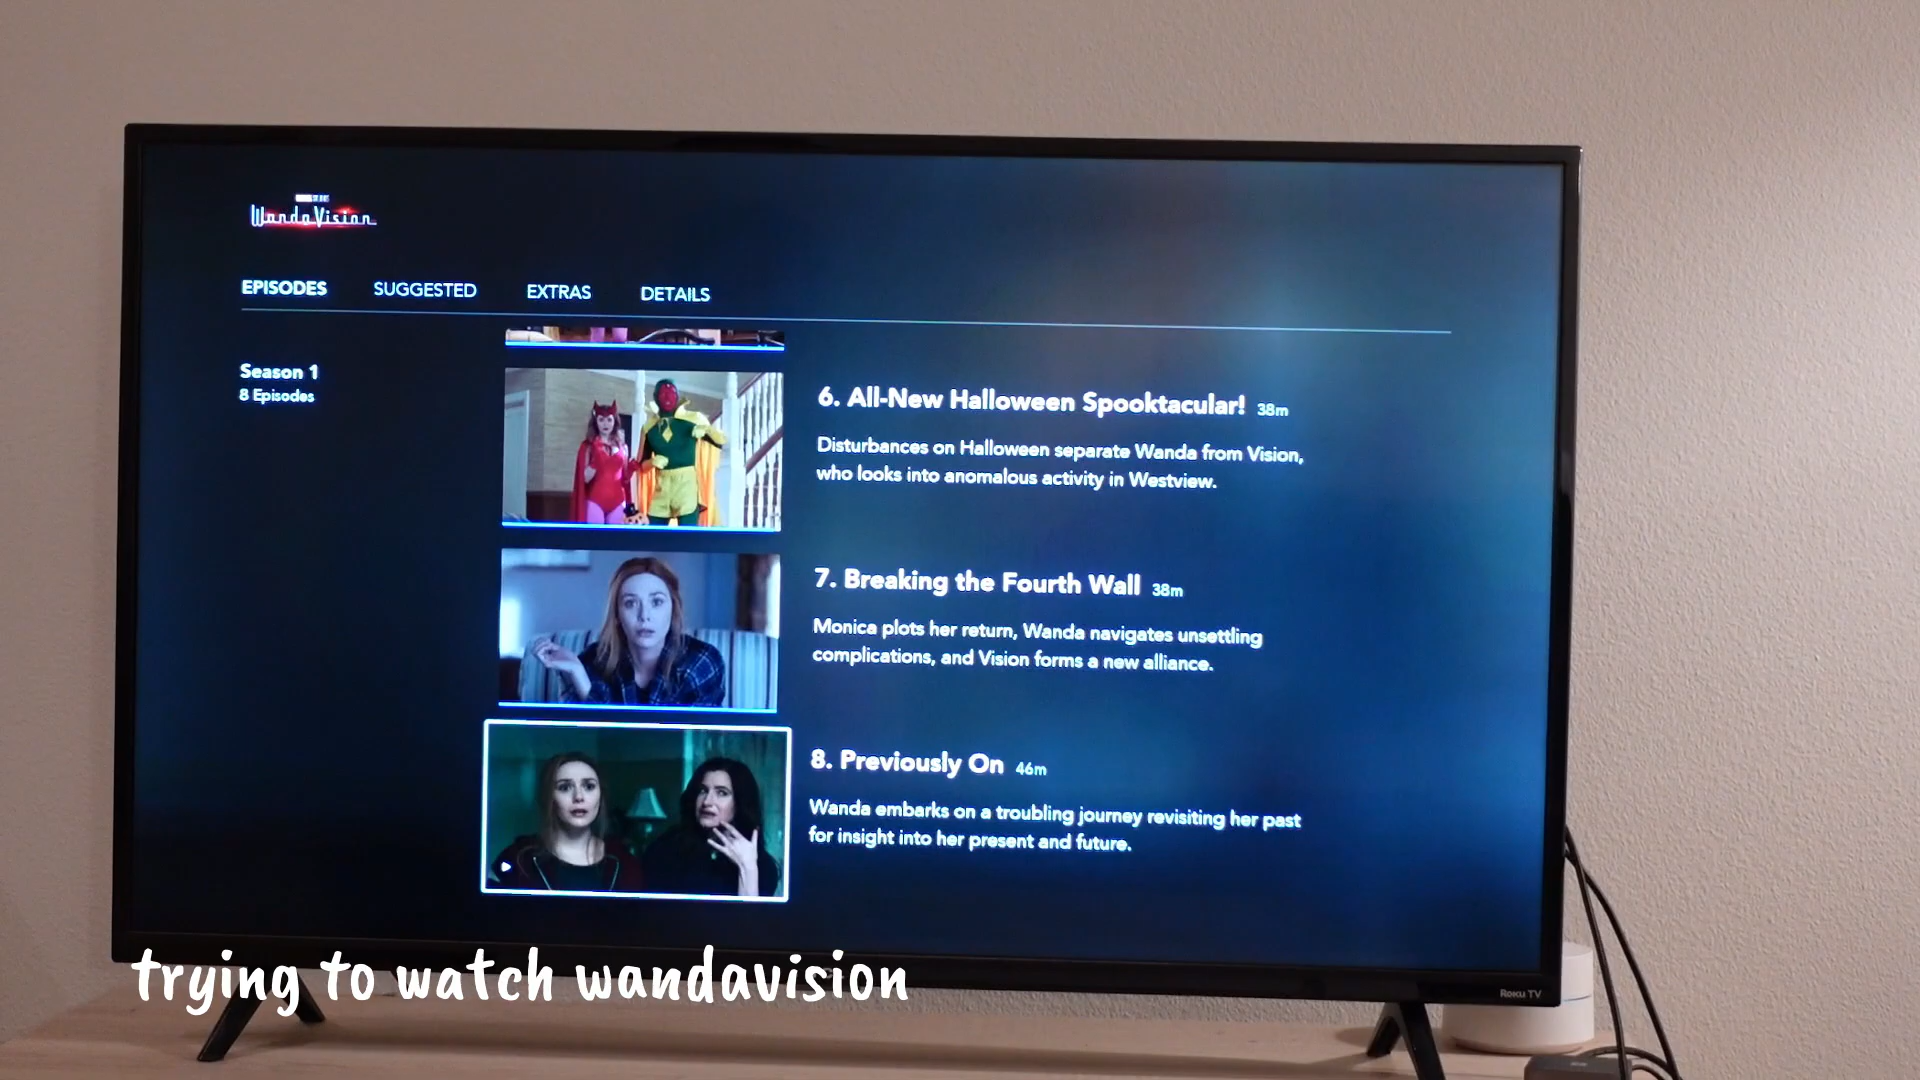 WandaVision
EPISODES SUGGESTED EXTRAS DETAILS
Season 1
8 Episodes
6. All-New Halloween Spooktacular! 38m
Disturbances on Halloween separate Wanda from Vision,
who looks into anomalous activity in Westview.
7. Breaking the Fourth Wall 38m
Monica plots her return, Wanda navigates unsettling
complications, and Vision forms a new alliance.
8. Previously On 46m
Wanda embarks on a troubling journey revisiting her past
for insight into her present and future.
trying to watch wandavision
Roku TV